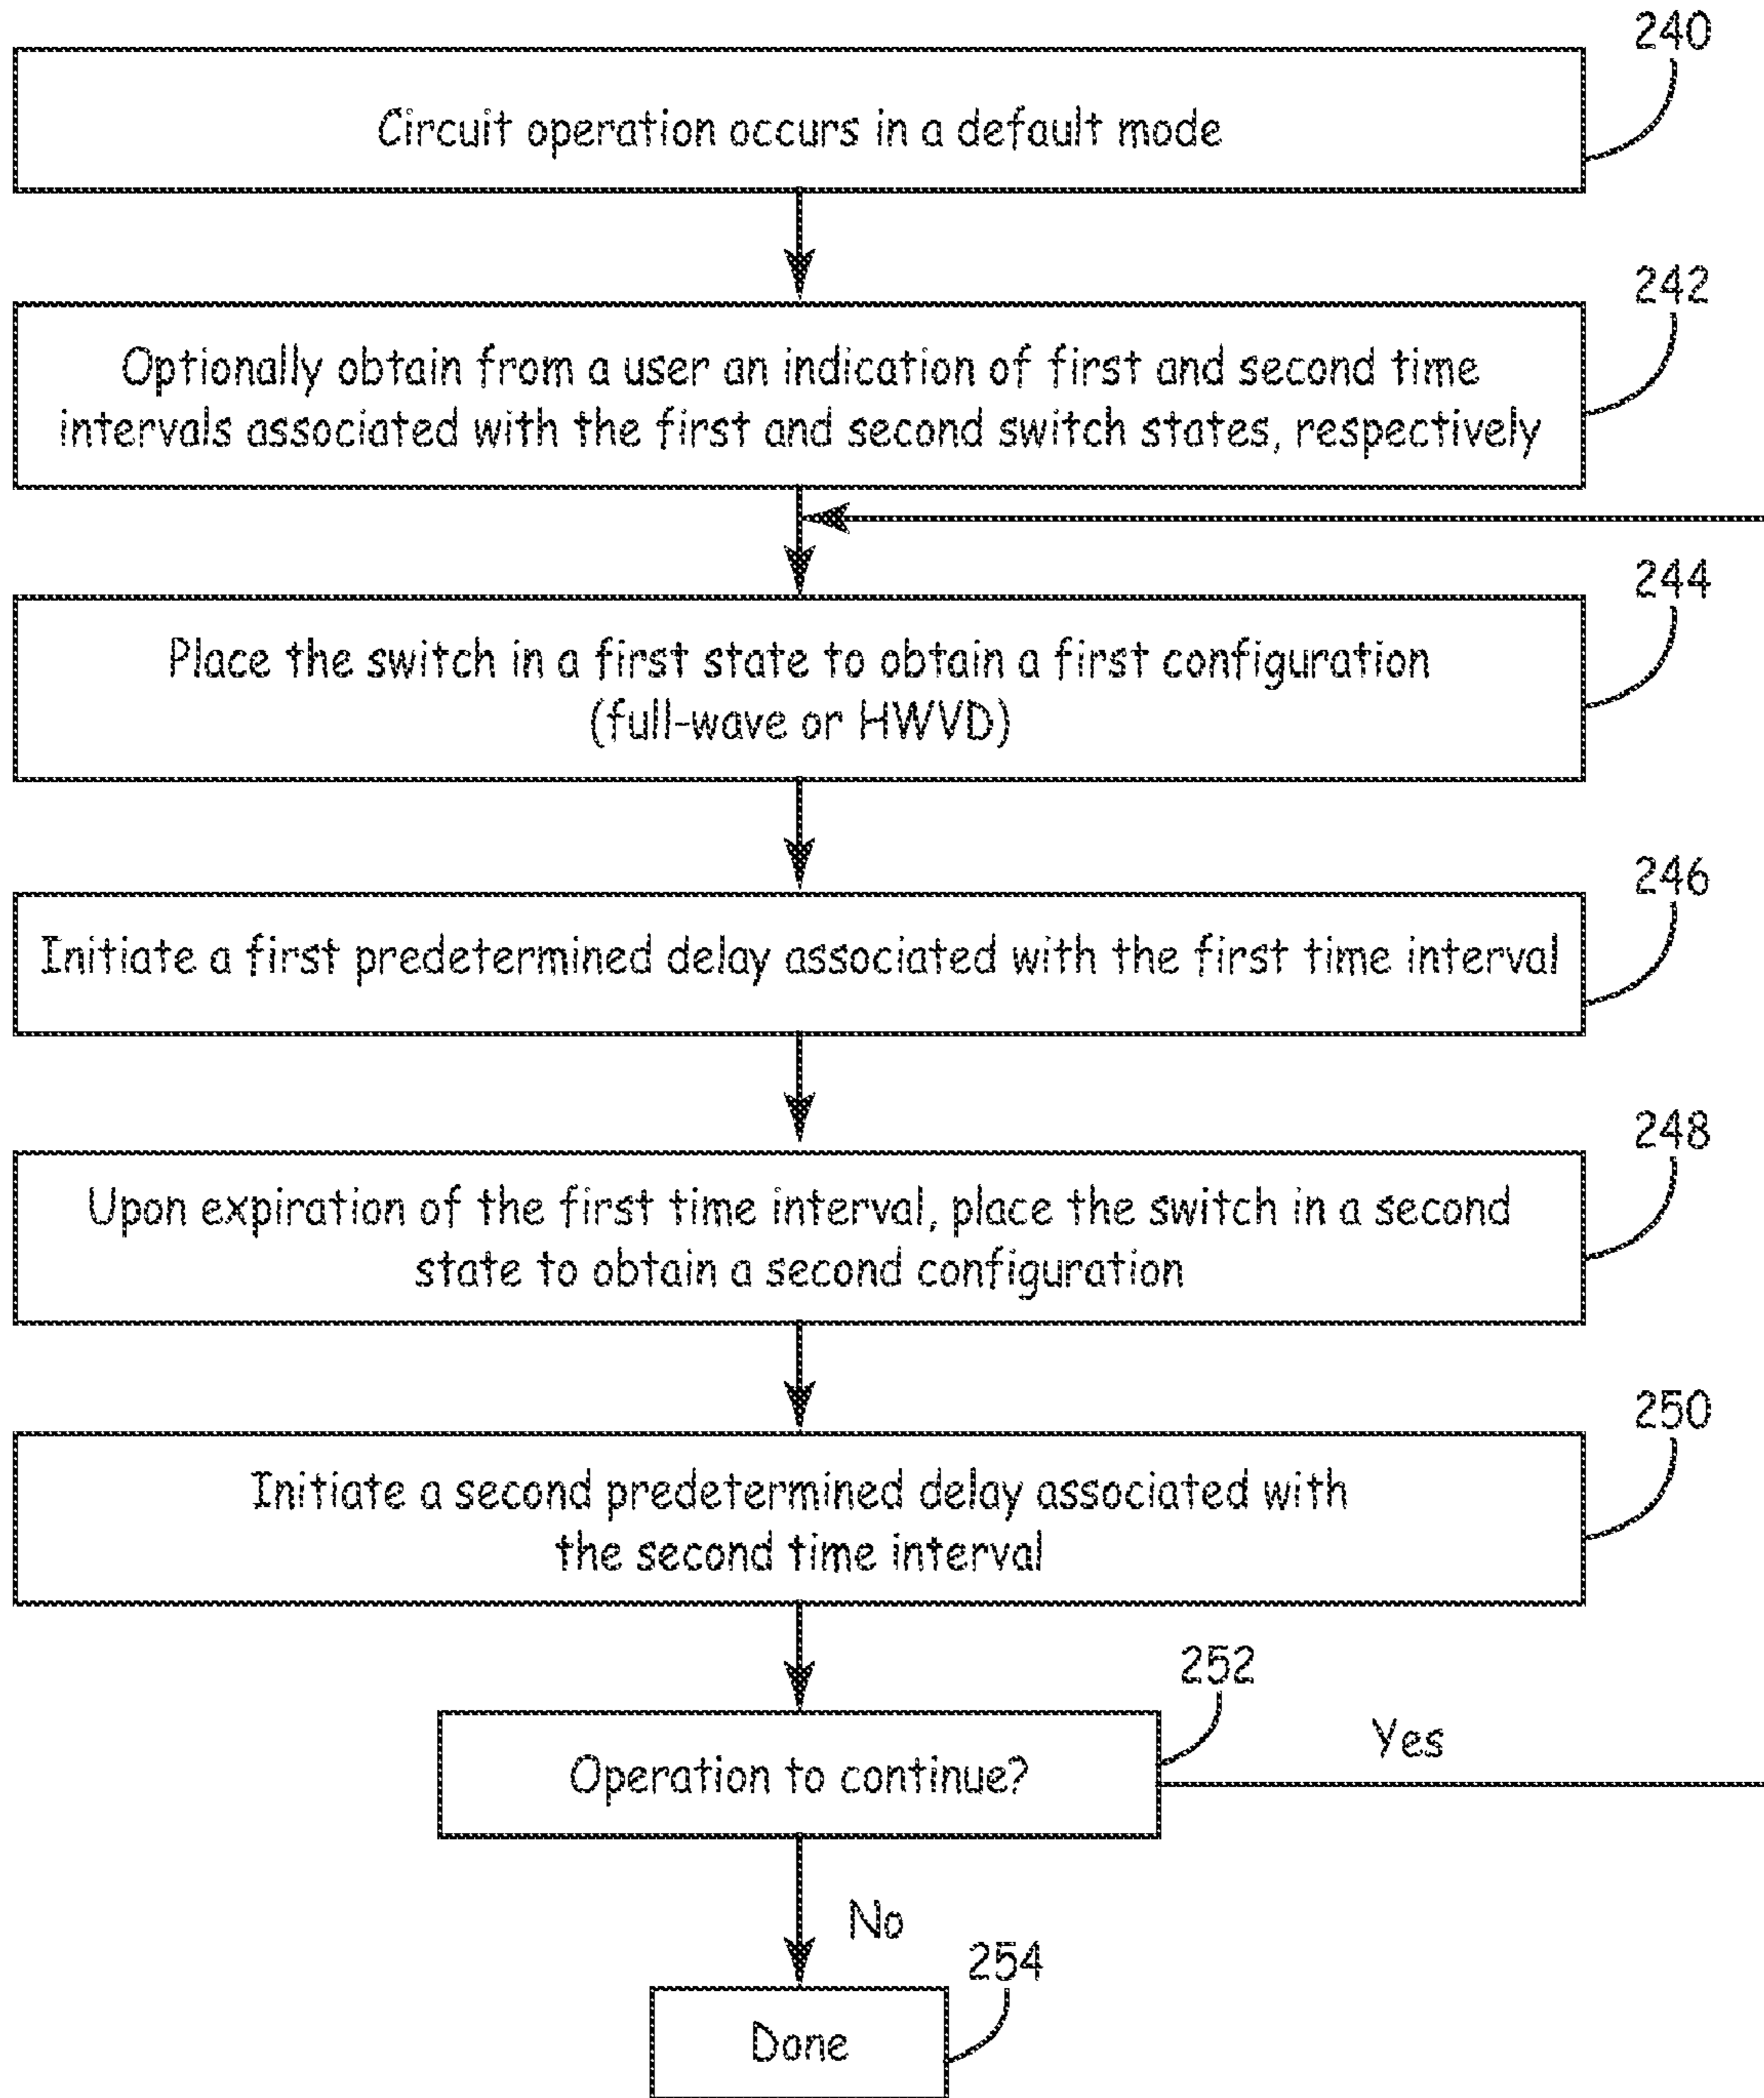 240
Circuit operation occurs in a default mode
242
Optionally obtain from a user an indication of first and second time
intervals associated with the first and second switch states, respectively
244
Place the switch in a first state to obtain a first configuration
(full-wave or HWVD)
246
Initiate a first predetermined delay associated with the first time interval
248
Upon expiration of the first time interval, place the switch in a second
state to obtain a second configuration
250
Initiate a second predetermined delay associated with
the second time interval
252
Operation to continue?
Yes
No
254
Done